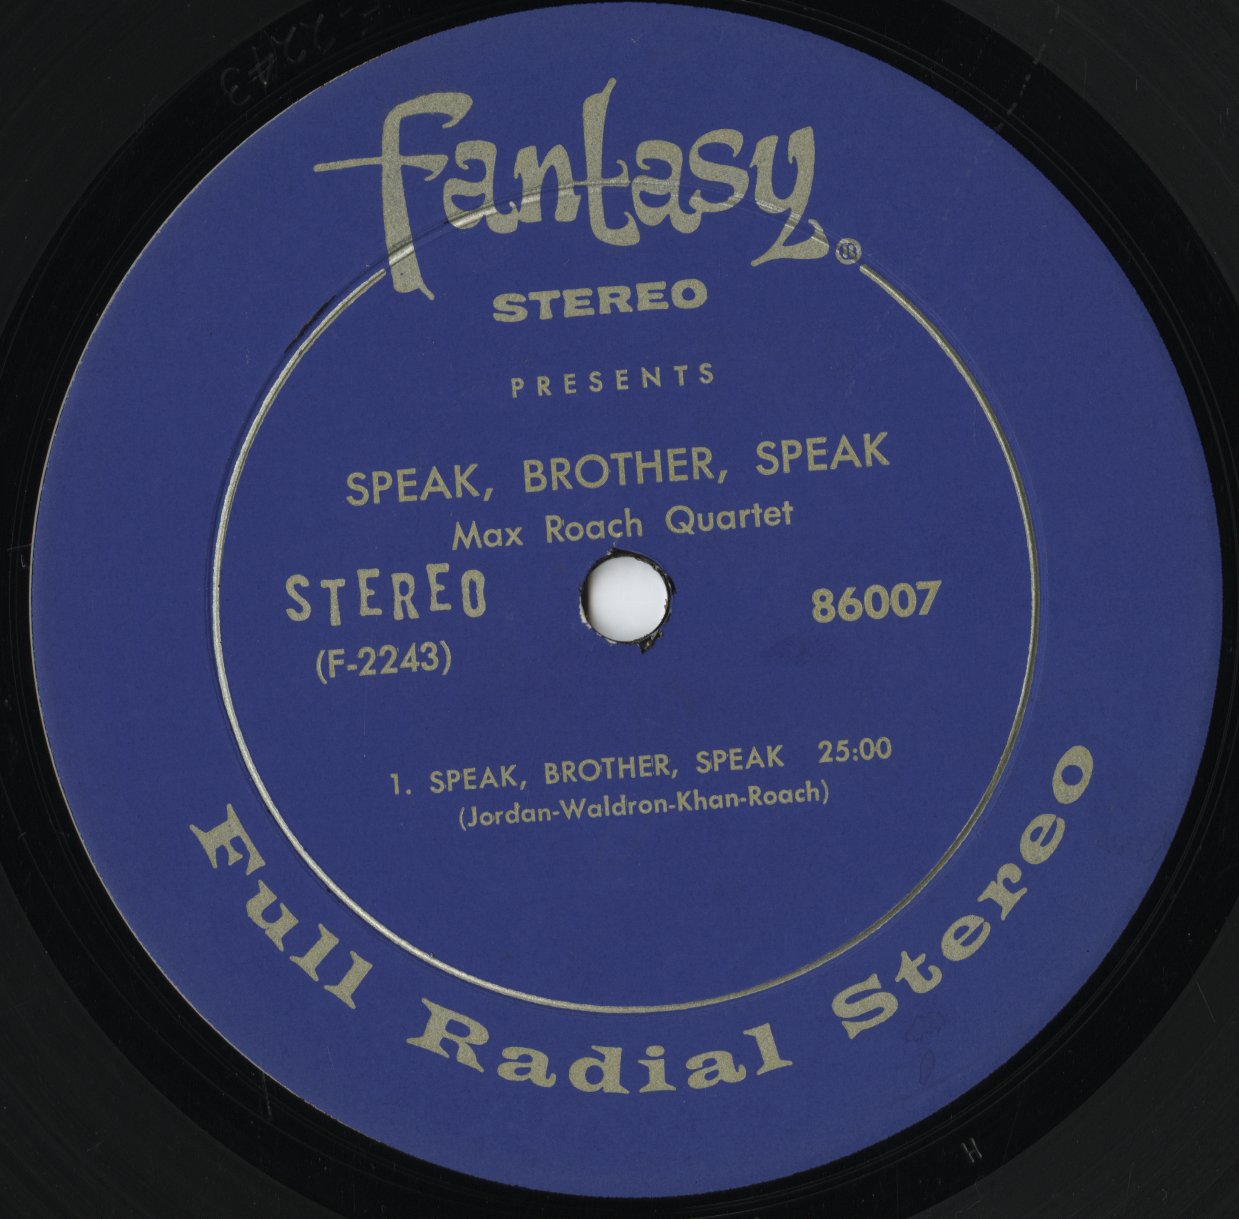 F-2243
fantasy®
STEREO
PRESENTS
SPEAK, BROTHER, SPEAK
Max Roach Quartet
STEREO
86007
(F-2243)
1. SPEAK, BROTHER, SPEAK 25:00
(Jordan-Waldron-Khan-Roach)
Full Radial Stereo
H